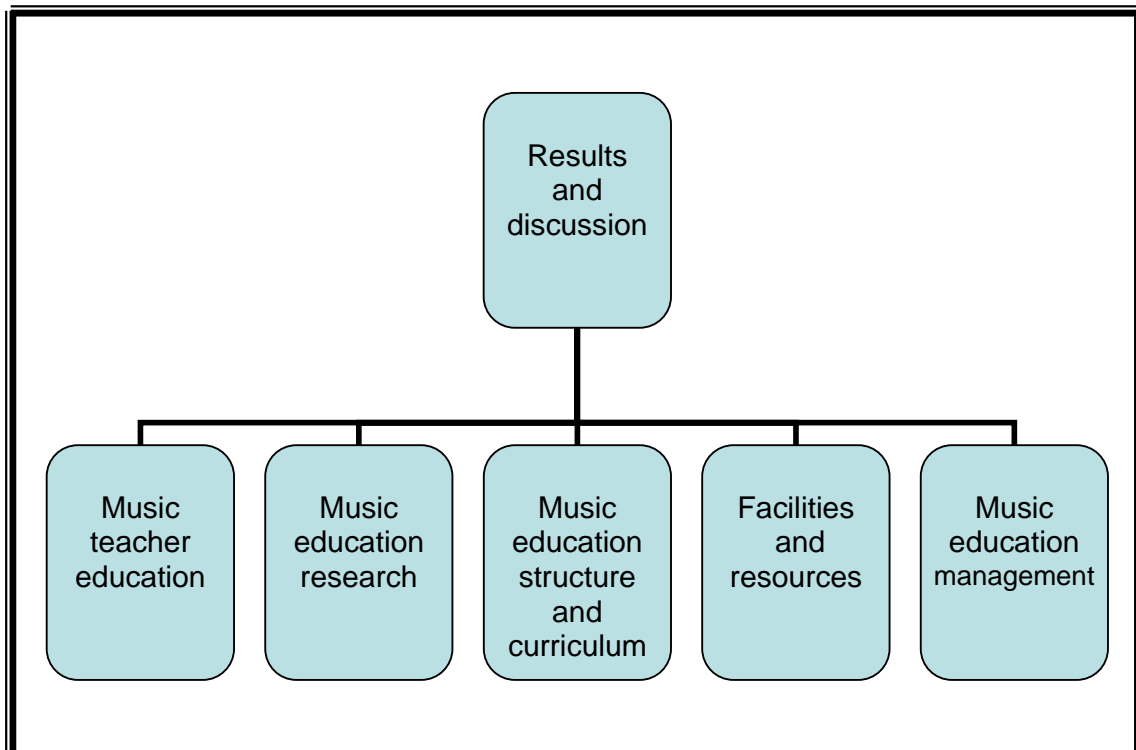 Results
and
discussion
Music
teacher
education
Music
education
research
Music
education
structure
and
curriculum
Facilities
and
resources
Music
education
management